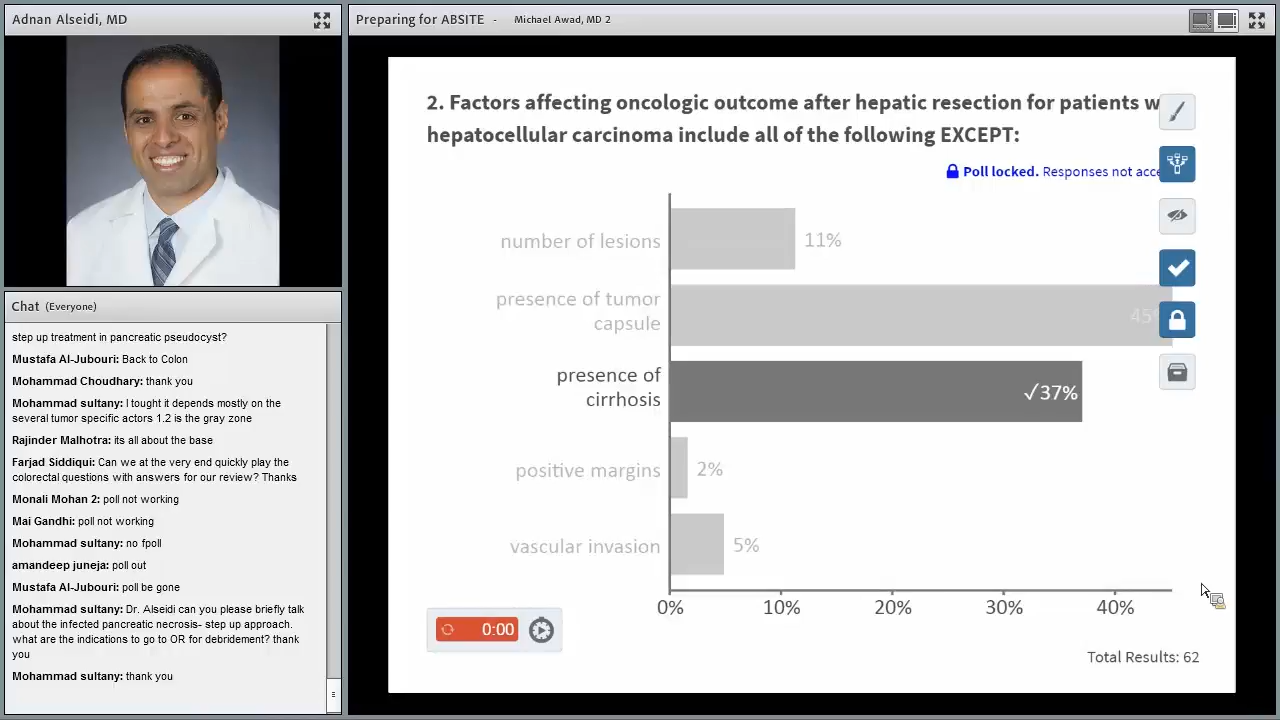 Adnan Alseidi, MD
Chat (Everyone)
step up treatment in pancreatic pseudocyst?
Mustafa Al-Jubouri: Back to Colon
Mohammad Choudhary: thank you
Mohammad sultany: I tought it depends mostly on the
several tumor specific actors 1.2 is the gray zone
Rajinder Malhotra: its all about the base
Farjad Siddiqui: Can we at the very end quickly play the
colorectal questions with answers for our review? Thanks
Monali Mohan 2: poll not working
Mai Gandhi: poll not working
Mohammad sultany: no fpoll
amandeep juneja: poll out
Mustafa Al-Jubouri: poll be gone
Mohammad sultany: Dr. Alseidi can you please briefly talk
about the infected pancreatic necrosis- step up approach.
what are the indications to go to OR for debridement? thank
you
Mohammad sultany: thank you
Preparing for ABSITE - Michael Awad, MD 2
2. Factors affecting oncologic outcome after hepatic resection for patients w
hepatocellular carcinoma include all of the following EXCEPT:
Poll locked. Responses not acce
number of lesions 11%
presence of tumor
capsule 45%
presence of
cirrhosis ✓37%
positive margins 2%
vascular invasion 5%
0% 10% 20% 30% 40%
0:00
Total Results: 62